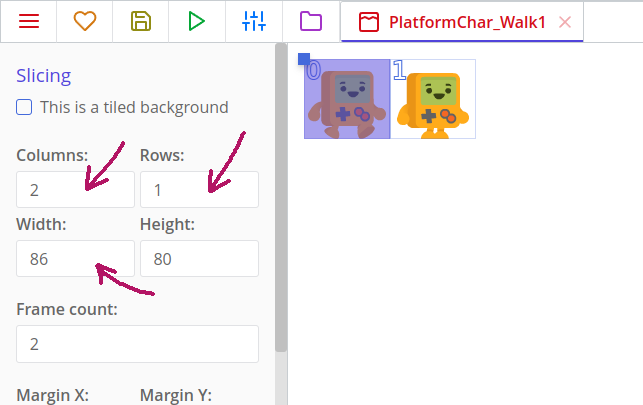 PlatformChar_Walk1
Slicing
This is a tiled background
Columns: Rows:
2 1
Width: Height:
86 80
Frame count:
2
Margin X: Margin Y:
0 1